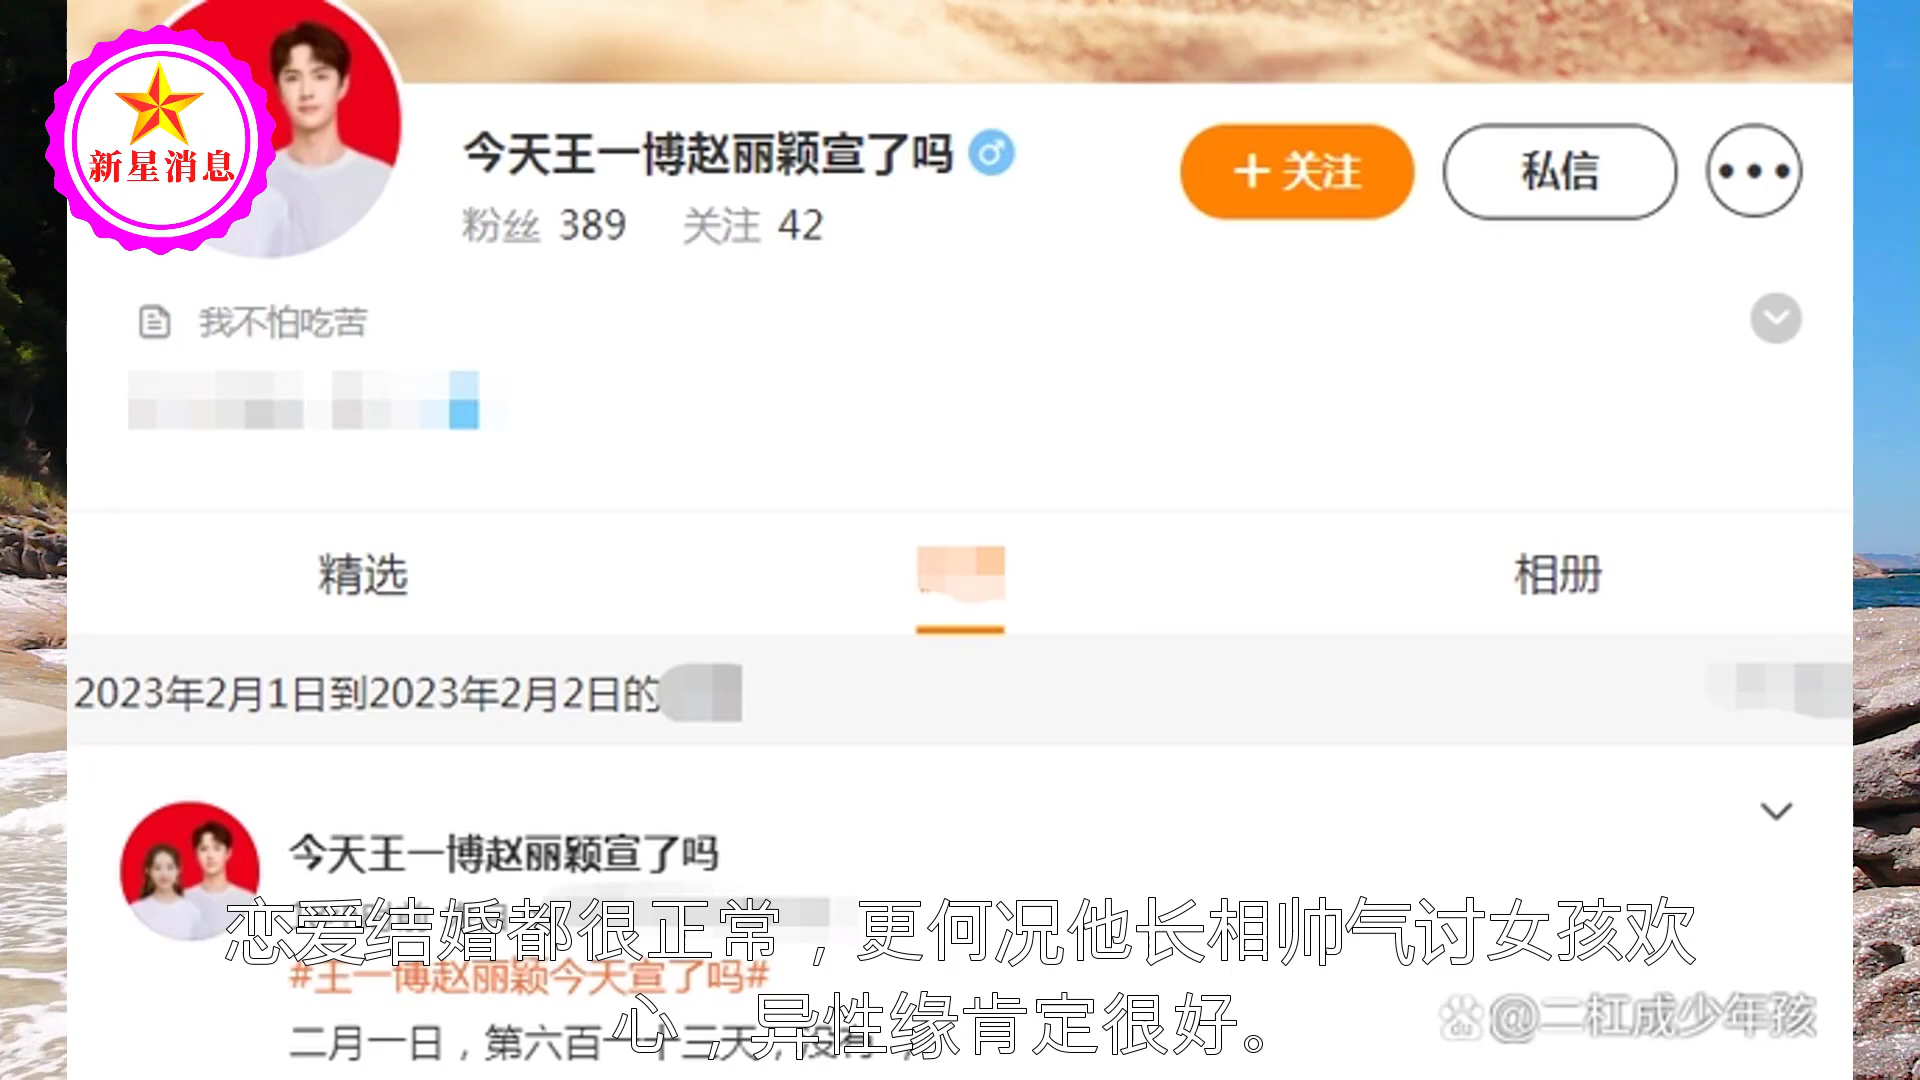 新星消息
今天王一博赵丽颖宣了吗
+ 关注
私信
粉丝 389 关注 42
我不怕吃苦
精选
相册
2023年2月1日到2023年2月2日的
今天王一博赵丽颖宣了吗
恋爱结婚都很正常，更何况他长相帅气讨女孩欢
#王一博赵丽颖今天宣了吗#
心，异性缘肯定很好。
二月一日，第六百一十三天，没有
@二杠成少年孩